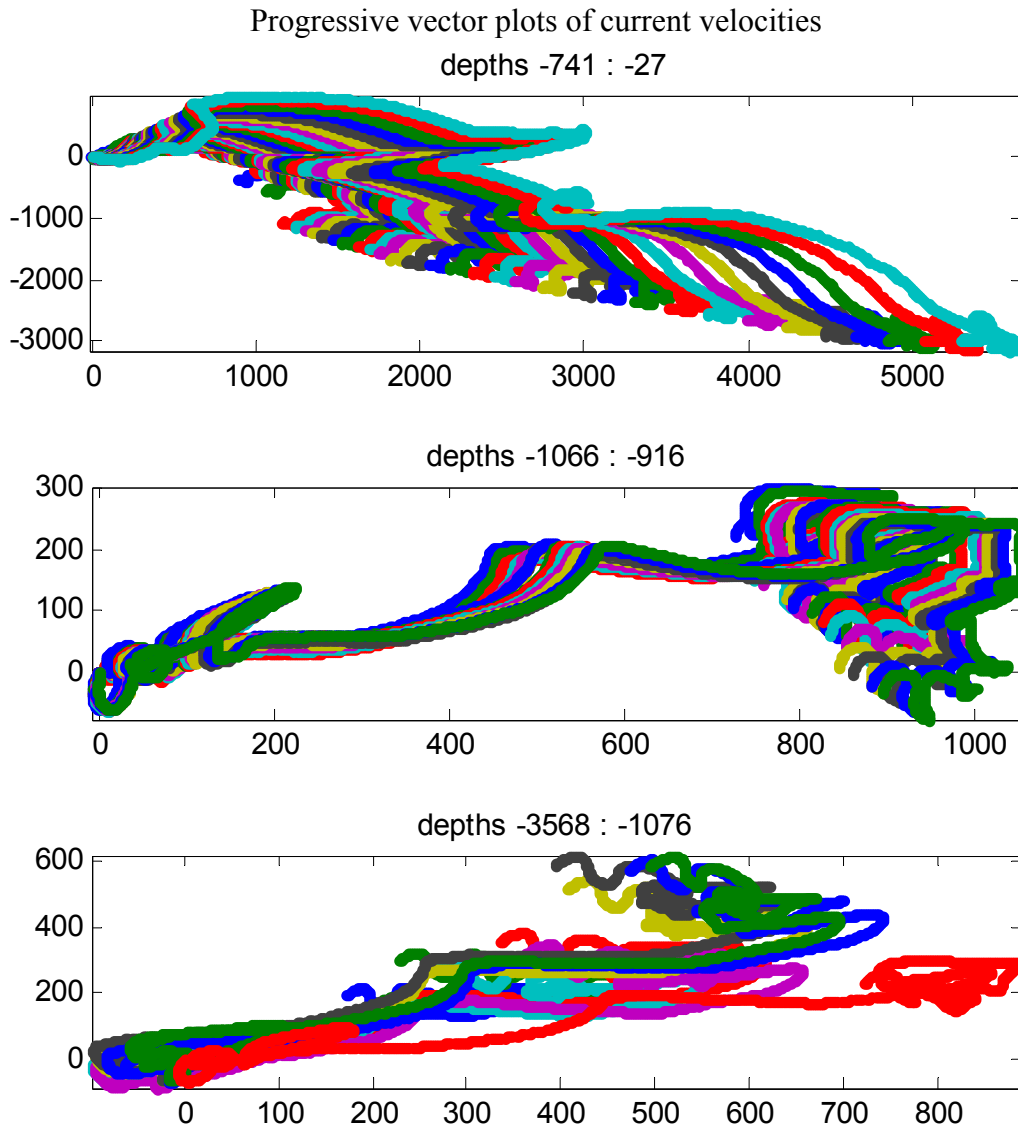 Progressive vector plots of current velocities
depths -741 : -27
0
-1000
-2000
-3000
0 1000 2000 3000 4000 5000
depths -1066 : -916
300
200
100
0
0 200 400 600 800 1000
depths -3568 : -1076
600
400
200
0
0 100 200 300 400 500 600 700 800